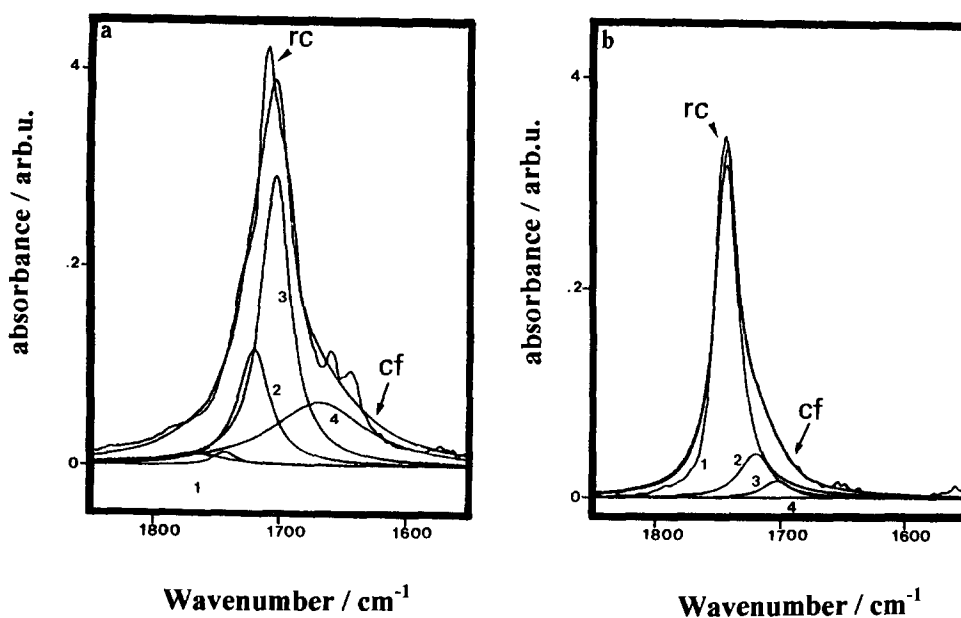 a
rc
4
absorbance / arb.u.
.2
3
2
4
cf
0
1
1800
1700
1600
Wavenumber / cm-1
b
rc
4
absorbance / arb.u.
.2
cf
1
2
3
4
0
1800
1700
1600
Wavenumber / cm-1